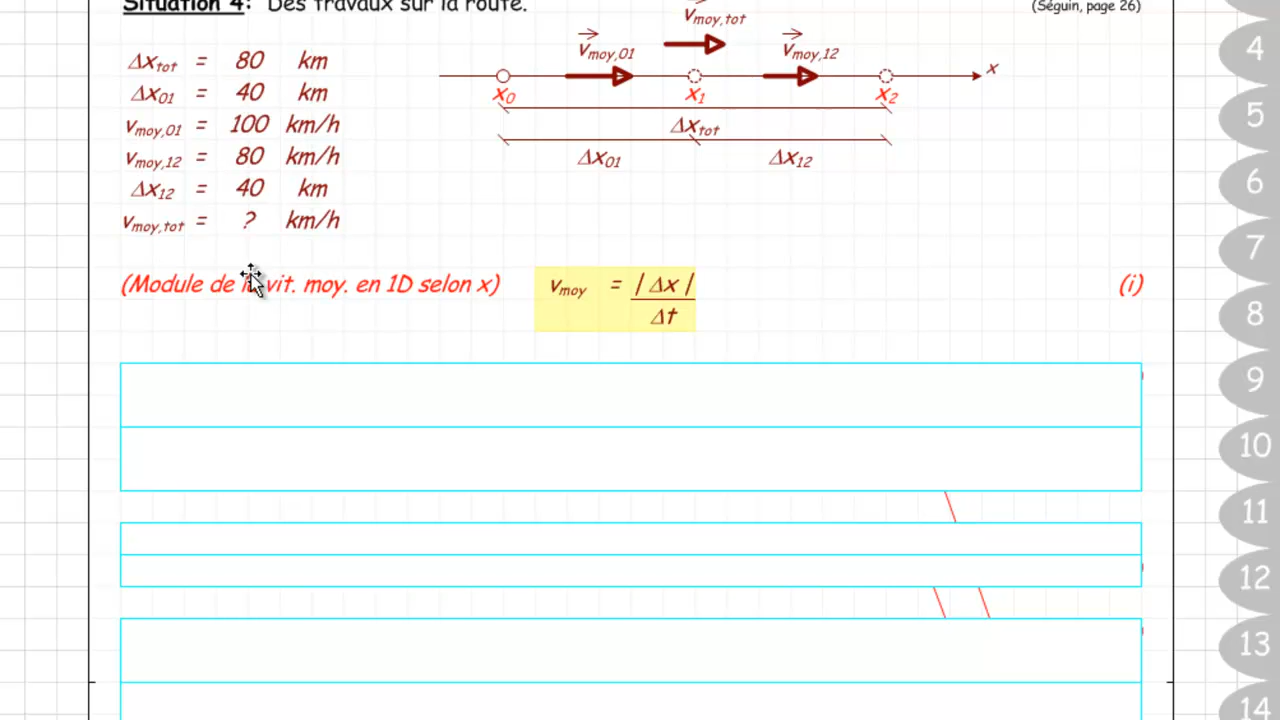 Situation 4: Des travaux sur la route.
(Séguin, page 26)
Δxtot = 80 km
Δx01 = 40 km
vmoy,01 = 100 km/h
vmoy,12 = 80 km/h
Δx12 = 40 km
vmoy,tot = ? km/h
vmoy,tot
vmoy,01
vmoy,12
x
x0
x1
x2
Δxtot
Δx01
Δx12
(Module de la vit. moy. en 1D selon x)
vmoy = |Δx|
Δt
(i)
4
5
6
7
8
9
10
11
12
13
14